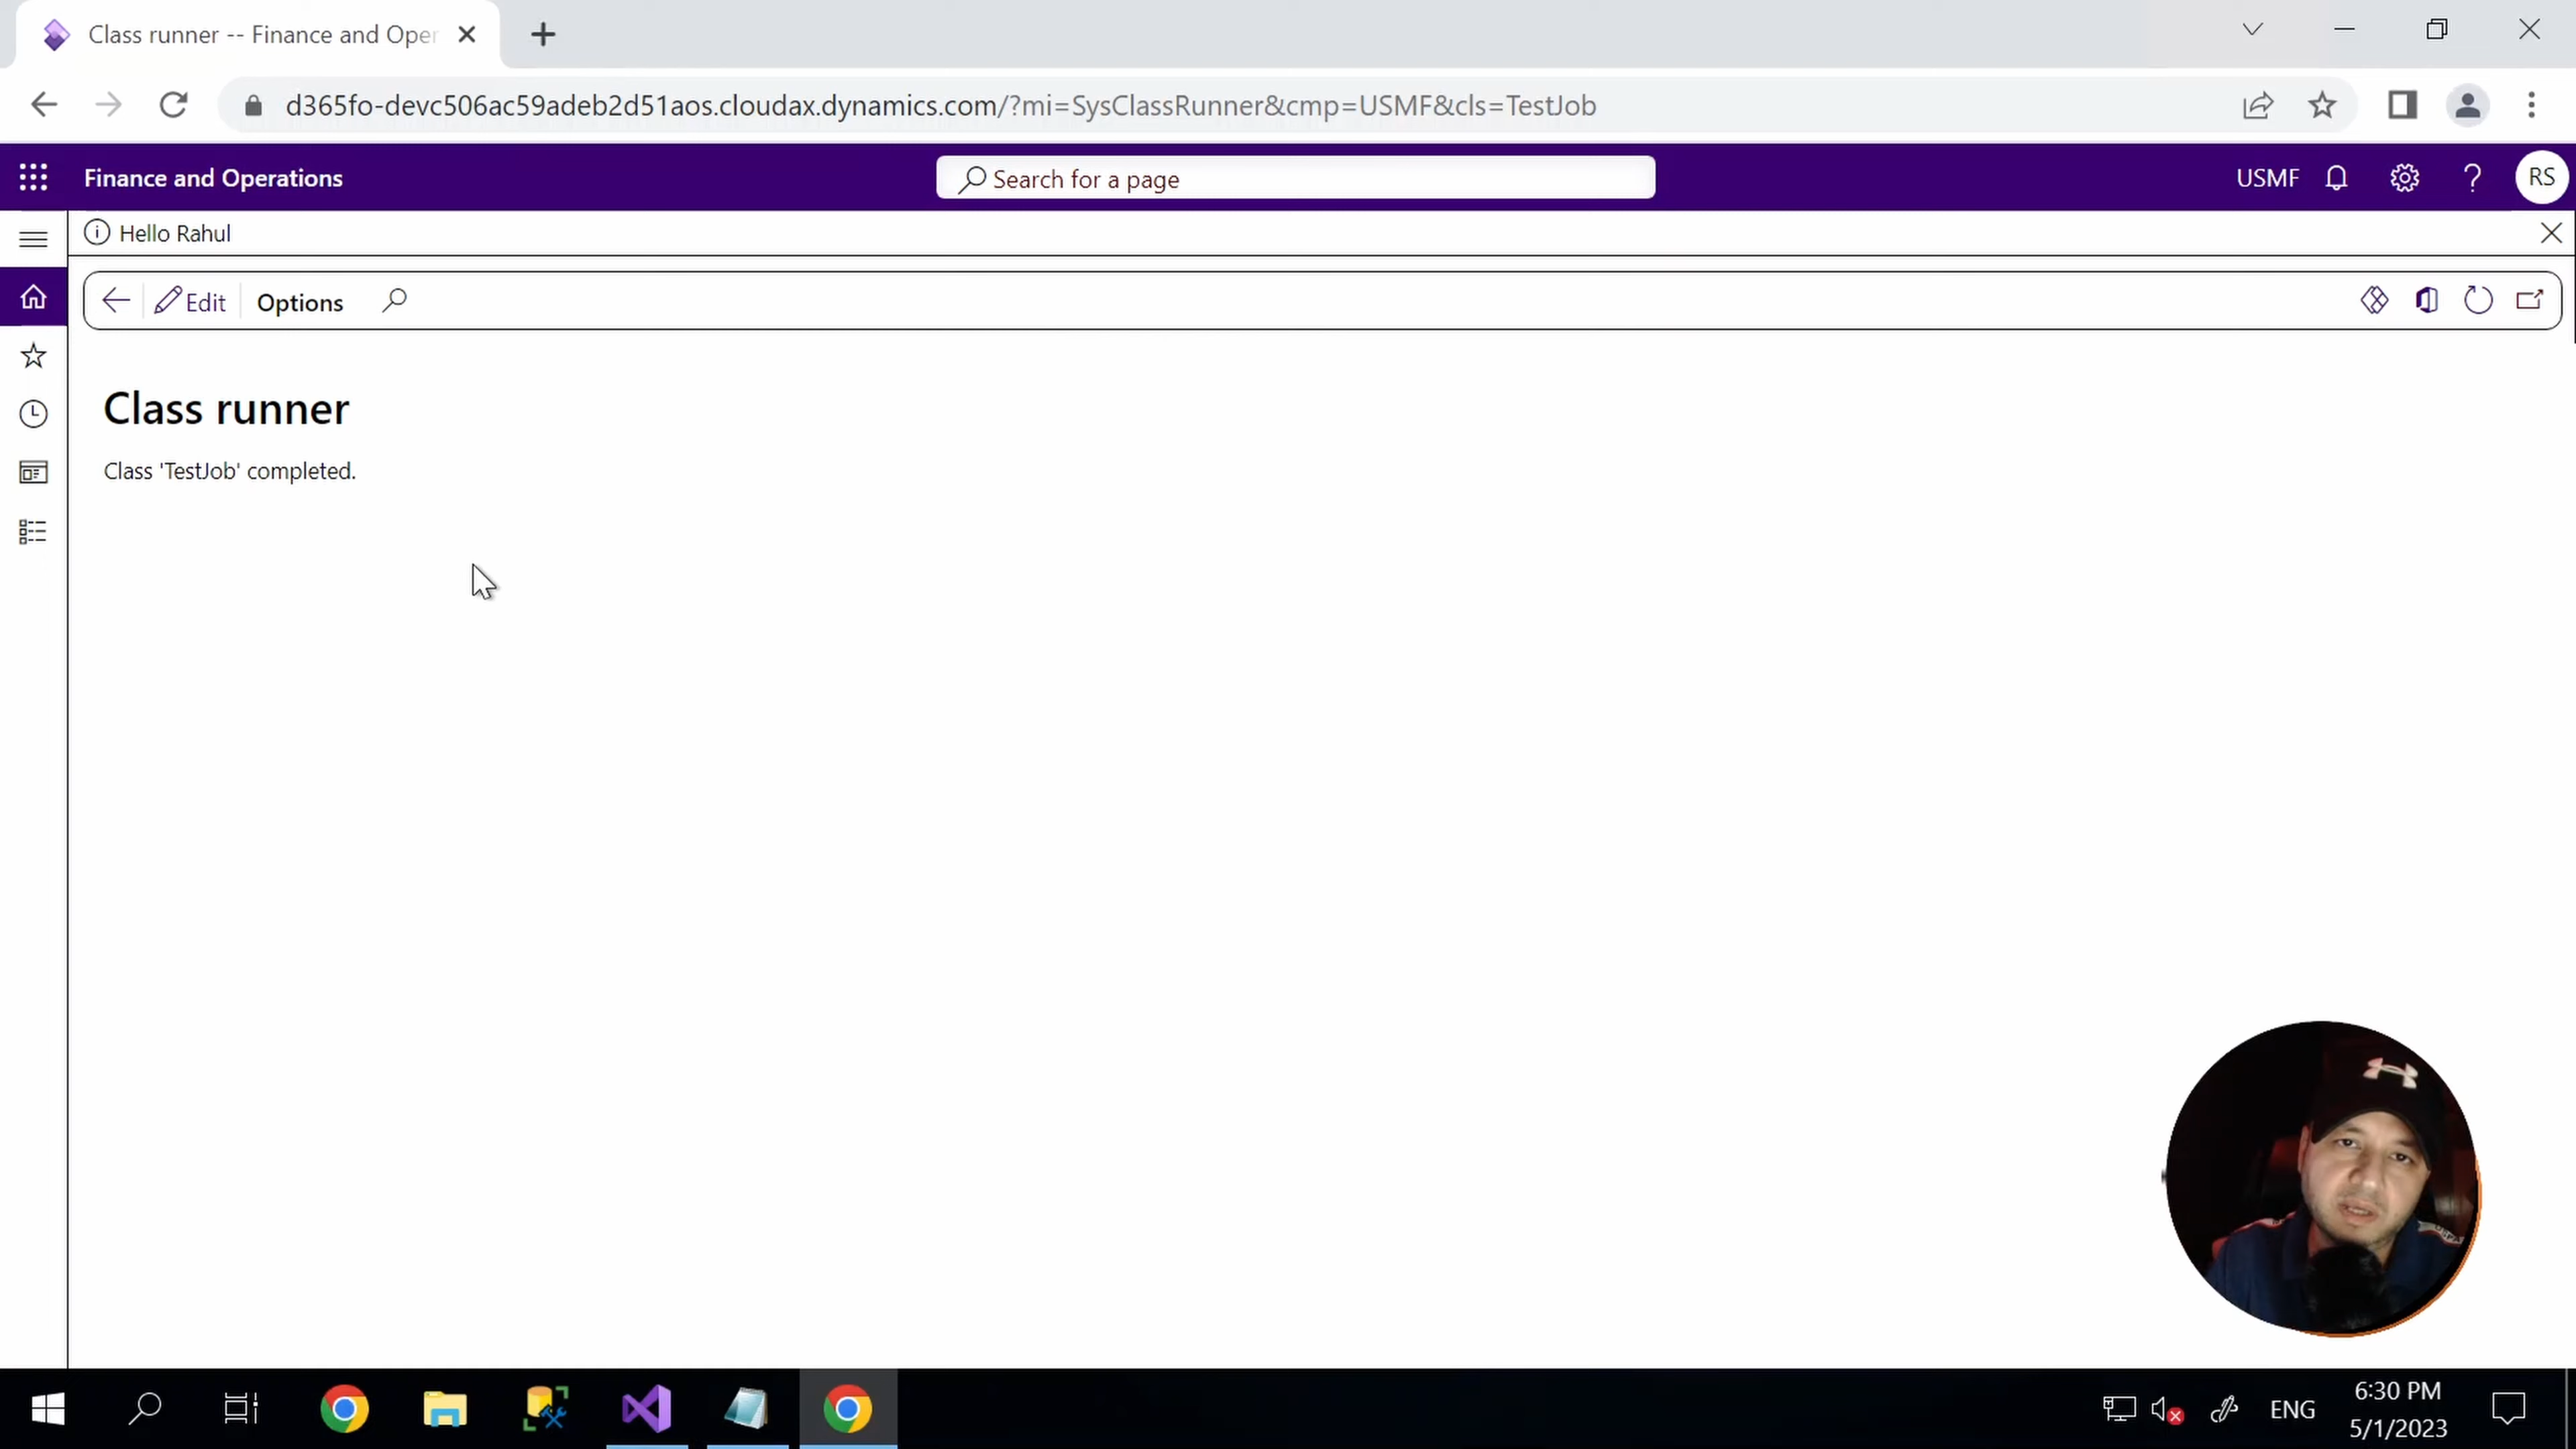 Class runner -- Finance and Oper
d365fo-devc506ac59adeb2d51aos.cloudax.dynamics.com/?mi=SysClassRunner&cmp=USMF&cls=TestJob
Finance and Operations
Search for a page
USMF
RS
Hello Rahul
Edit
Options
Class runner
Class 'TestJob' completed.
ENG
6:30 PM
5/1/2023